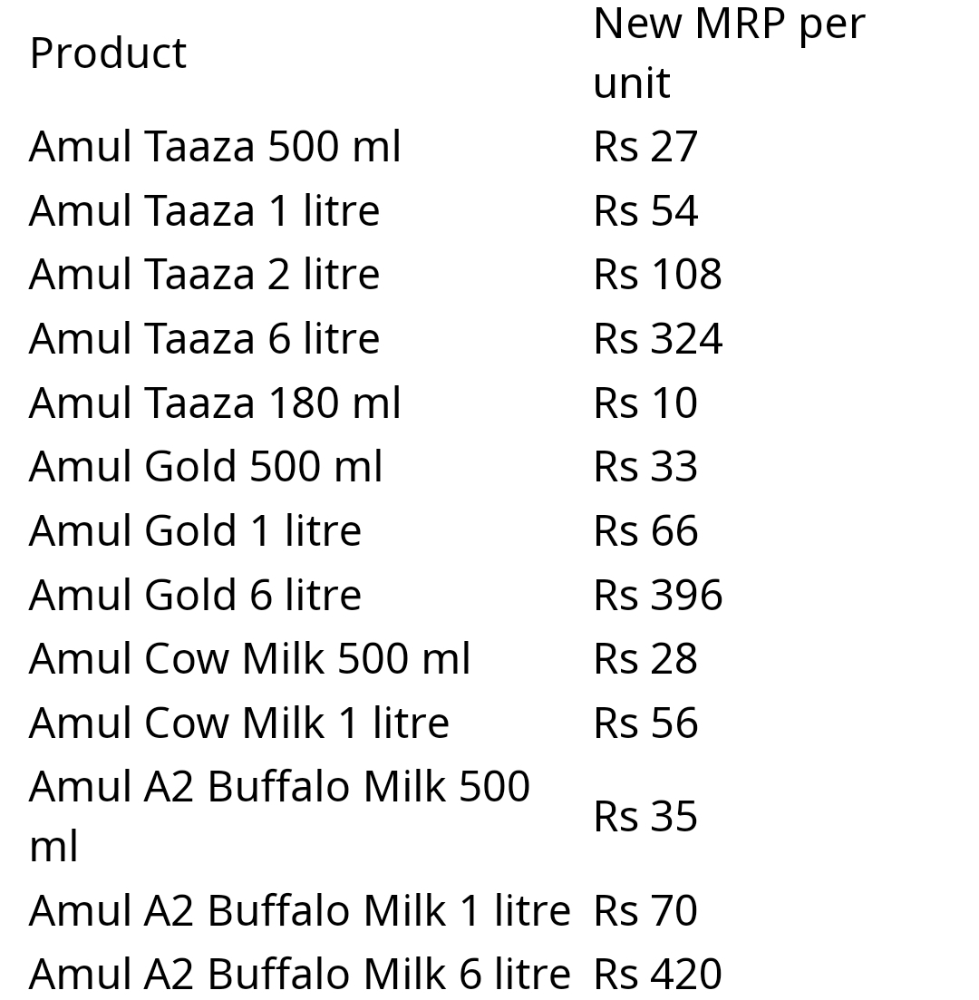 Product New MRP per
unit
Amul Taaza 500 ml Rs 27
Amul Taaza 1 litre Rs 54
Amul Taaza 2 litre Rs 108
Amul Taaza 6 litre Rs 324
Amul Taaza 180 ml Rs 10
Amul Gold 500 ml Rs 33
Amul Gold 1 litre Rs 66
Amul Gold 6 litre Rs 396
Amul Cow Milk 500 ml Rs 28
Amul Cow Milk 1 litre Rs 56
Amul A2 Buffalo Milk 500
ml Rs 35
Amul A2 Buffalo Milk 1 litre Rs 70
Amul A2 Buffalo Milk 6 litre Rs 420